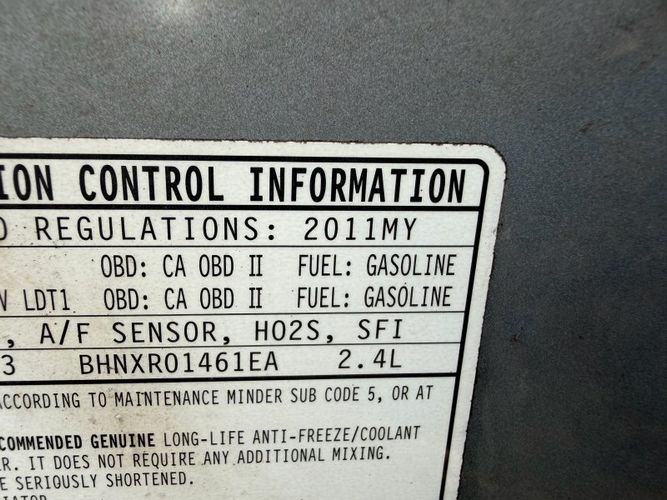 ION CONTROL INFORMATION
REGULATIONS: 2011MY
OBD: CA OBD II FUEL: GASOLINE
LDT1 OBD: CA OBD II FUEL: GASOLINE
, A/F SENSOR, HO2S, SFI
3 BHNXR01461EA 2.4L
ACCORDING TO MAINTENANCE MINDER SUB CODE 5, OR AT
COMMENDED GENUINE LONG-LIFE ANTI-FREEZE/COOLANT
R. IT DOES NOT REQUIRE ANY ADDITIONAL MIXING.
E SERIOUSLY SHORTENED.